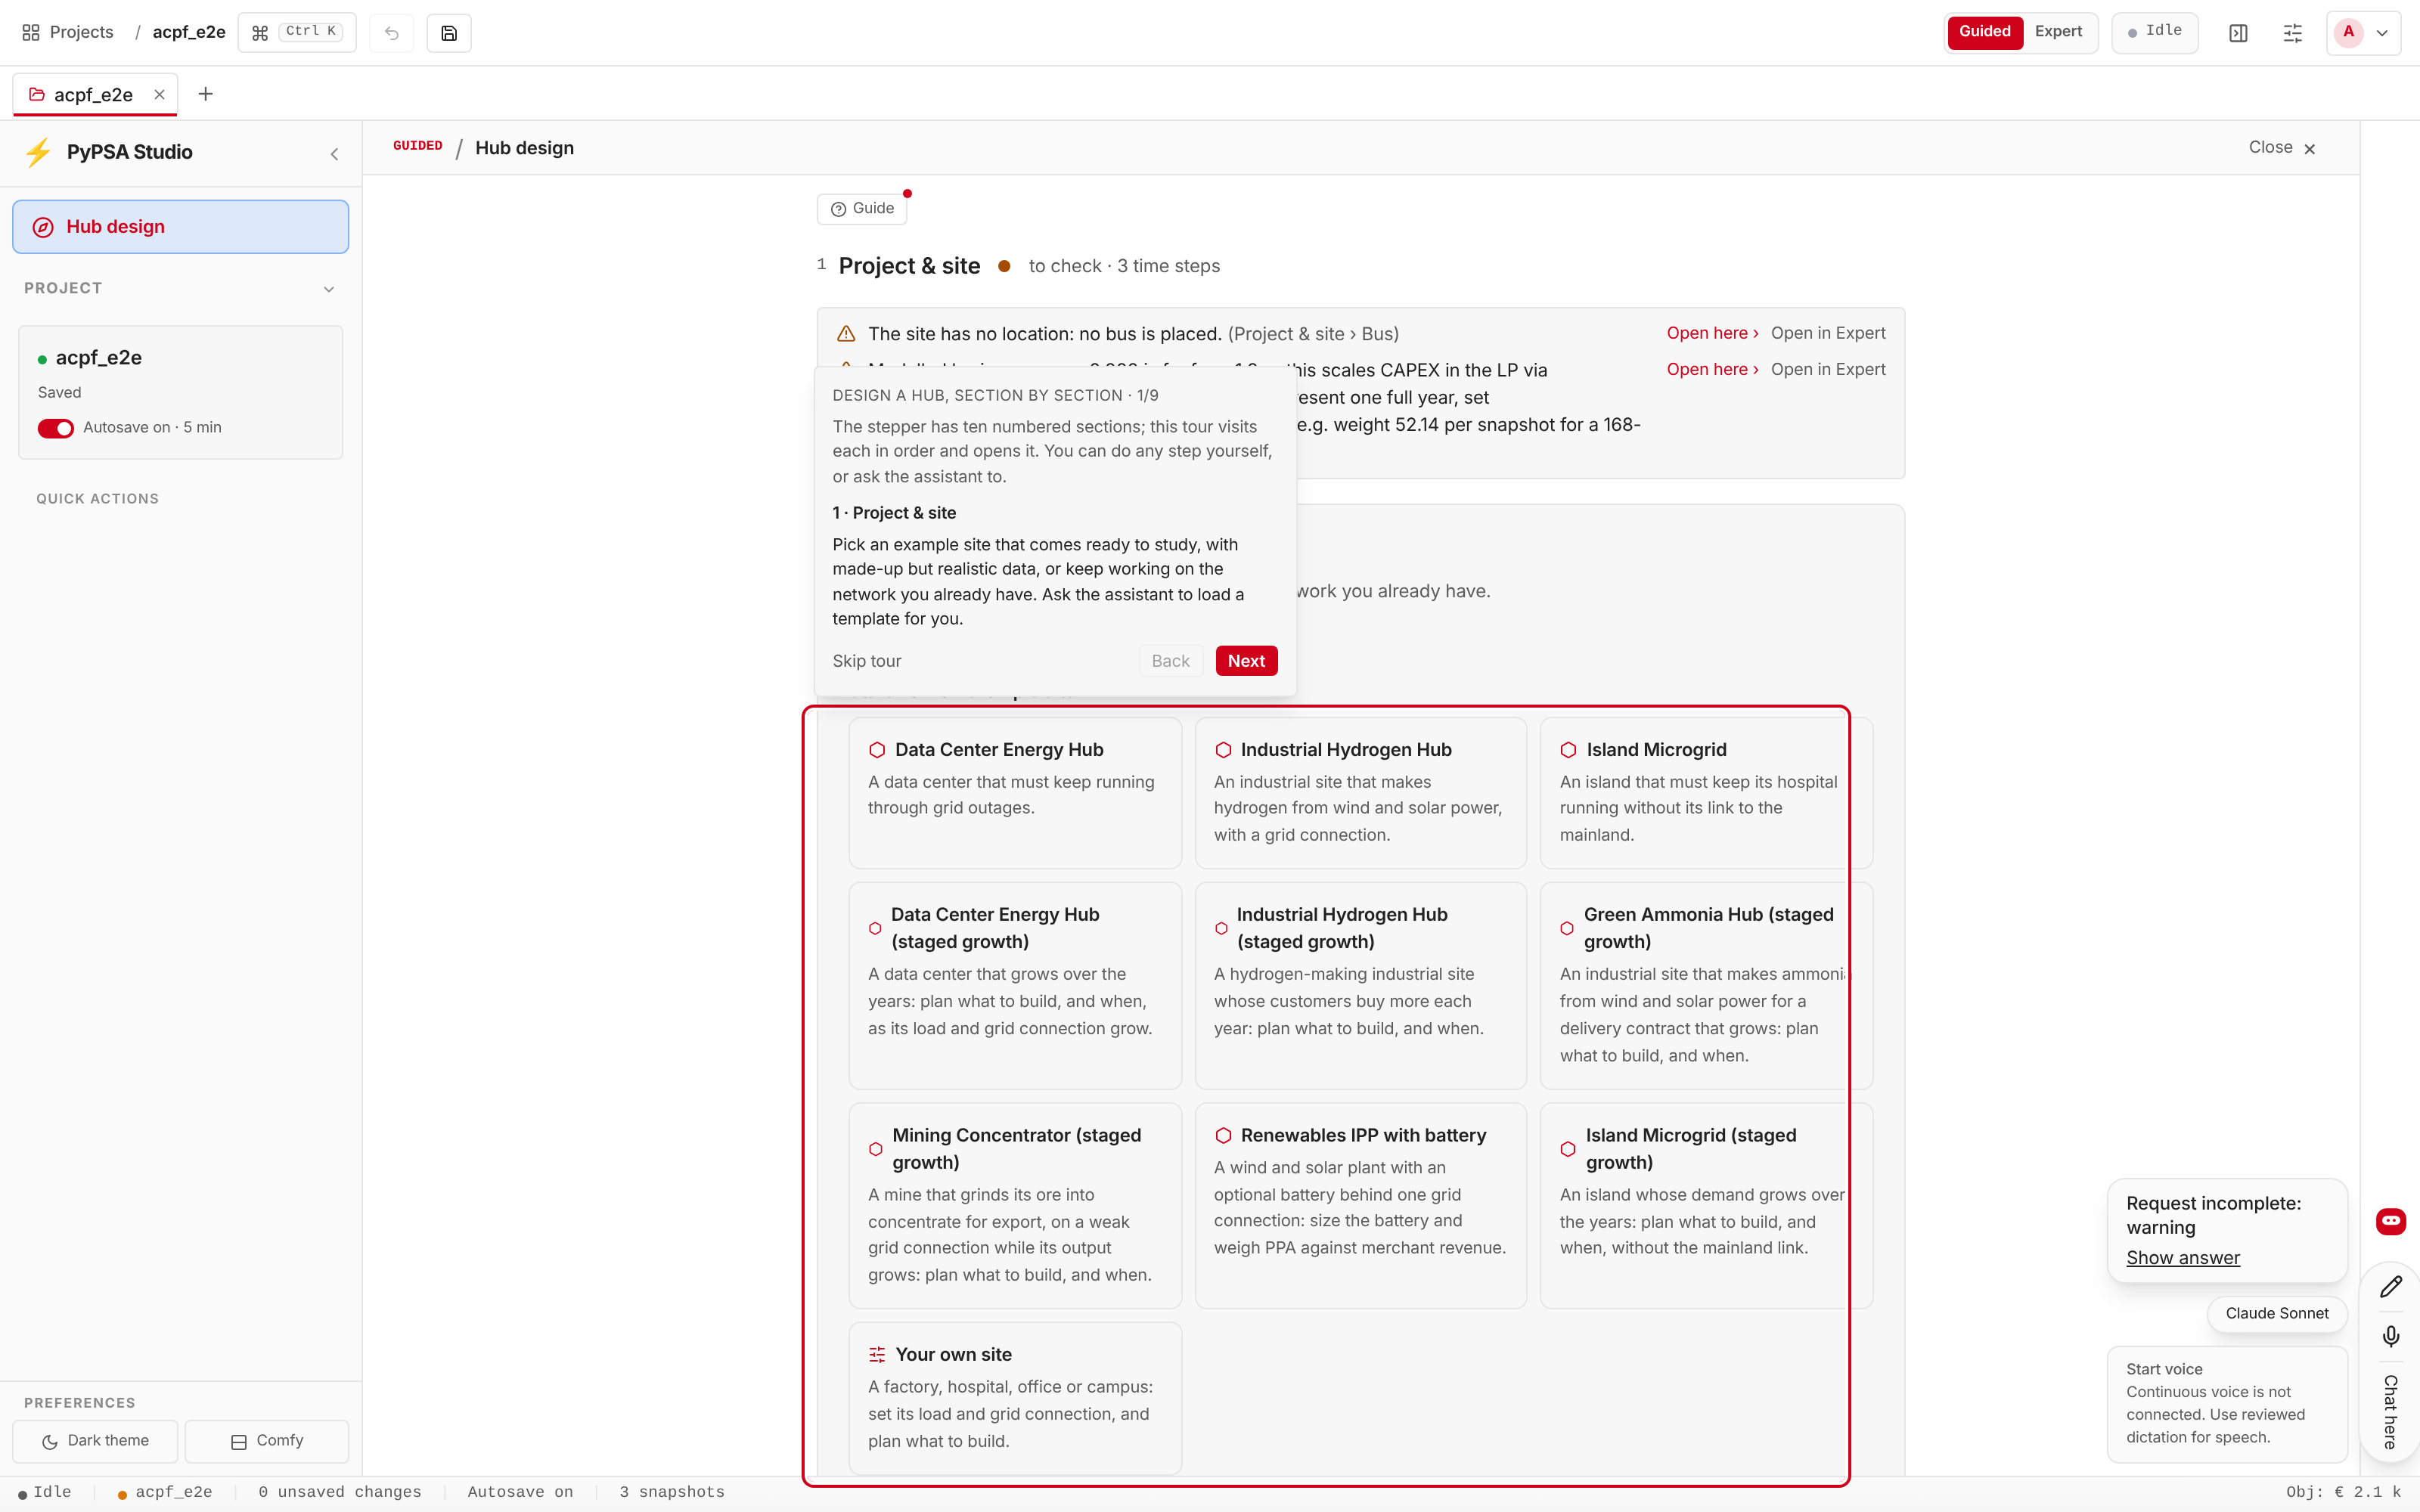 Projects / acpf_e2e Ctrl K
Guided Expert Idle A
acpf_e2e
PyPSA Studio
GUIDED / Hub design
Close
Hub design
PROJECT
acpf_e2e
Saved
Autosave on · 5 min
QUICK ACTIONS
PREFERENCES
Dark theme
Comfy
Guide
1 Project & site to check · 3 time steps
The site has no location: no bus is placed. (Project & site › Bus)
Open here › Open in Expert
this scales CAPEX in the LP via
Open here › Open in Expert
resent one full year, set
e.g. weight 52.14 per snapshot for a 168-
DESIGN A HUB, SECTION BY SECTION · 1/9
The stepper has ten numbered sections; this tour visits
each in order and opens it. You can do any step yourself,
or ask the assistant to.
1 · Project & site
Pick an example site that comes ready to study, with
made-up but realistic data, or keep working on the
network you already have. Ask the assistant to load a
template for you.
Skip tour
Back
Next
work you already have.
Data Center Energy Hub
A data center that must keep running
through grid outages.
Industrial Hydrogen Hub
An industrial site that makes
hydrogen from wind and solar power,
with a grid connection.
Island Microgrid
An island that must keep its hospital
running without its link to the
mainland.
Data Center Energy Hub
(staged growth)
A data center that grows over the
years: plan what to build, and when,
as its load and grid connection grow.
Industrial Hydrogen Hub
(staged growth)
A hydrogen-making industrial site
whose customers buy more each
year: plan what to build, and when.
Green Ammonia Hub (staged
growth)
An industrial site that makes ammonia
from wind and solar power for a
delivery contract that grows: plan
what to build, and when.
Mining Concentrator (staged
growth)
A mine that grinds its ore into
concentrate for export, on a weak
grid connection while its output
grows: plan what to build, and when.
Renewables IPP with battery
A wind and solar plant with an
optional battery behind one grid
connection: size the battery and
weigh PPA against merchant revenue.
Island Microgrid (staged
growth)
An island whose demand grows over
the years: plan what to build, and
when, without the mainland link.
Your own site
A factory, hospital, office or campus:
set its load and grid connection, and
plan what to build.
Request incomplete:
warning
Show answer
Claude Sonnet
Start voice
Continuous voice is not
connected. Use reviewed
dictation for speech.
Chat here
Idle
acpf_e2e
0 unsaved changes
Autosave on
3 snapshots
Obj: € 2.1 k